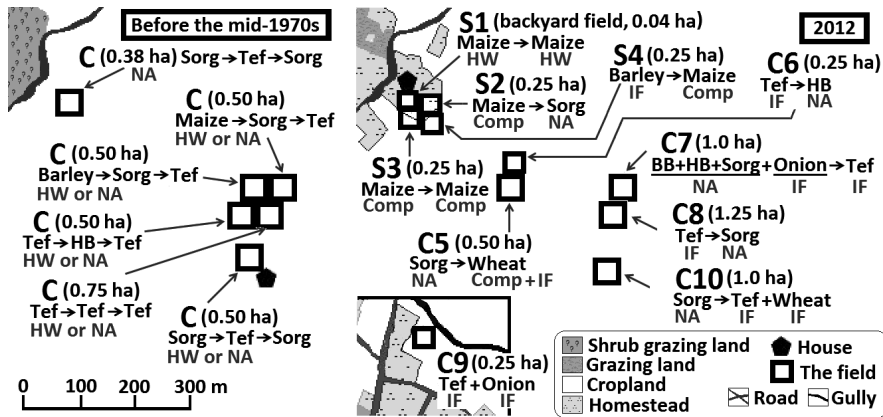 Before the mid-1970s
C (0.38 ha) Sorg→Tef→Sorg
NA
C (0.50 ha)
Maize→Sorg→Tef
HW or NA
C (0.50 ha)
Barley→Sorg→Tef
HW or NA
C (0.50 ha)
Tef→HB→Tef
HW or NA
C (0.75 ha)
Tef→Tef→Tef
HW or NA
C (0.50 ha)
Sorg→Tef→Sorg
HW or NA
0 100 200 300 m
2012
S1 (backyard field, 0.04 ha)
Maize→Maize
HW HW
S2 (0.25 ha)
Maize→Sorg
Comp NA
S4 (0.25 ha)
Barley→Maize
IF Comp
C6 (0.25 ha)
Tef→HB
IF NA
S3 (0.25 ha)
Maize→Maize
Comp Comp
C7 (1.0 ha)
BB+HB+Sorg+Onion→Tef
NA IF IF
C8 (1.25 ha)
Tef→Sorg
IF NA
C5 (0.50 ha)
Sorg→Wheat
NA Comp+IF
C10 (1.0 ha)
Sorg→Tef+Wheat
NA IF IF
C9 (0.25 ha)
Tef+Onion
IF IF
Shrub grazing land
Grazing land
Cropland
Homestead
House
The field
Road
Gully